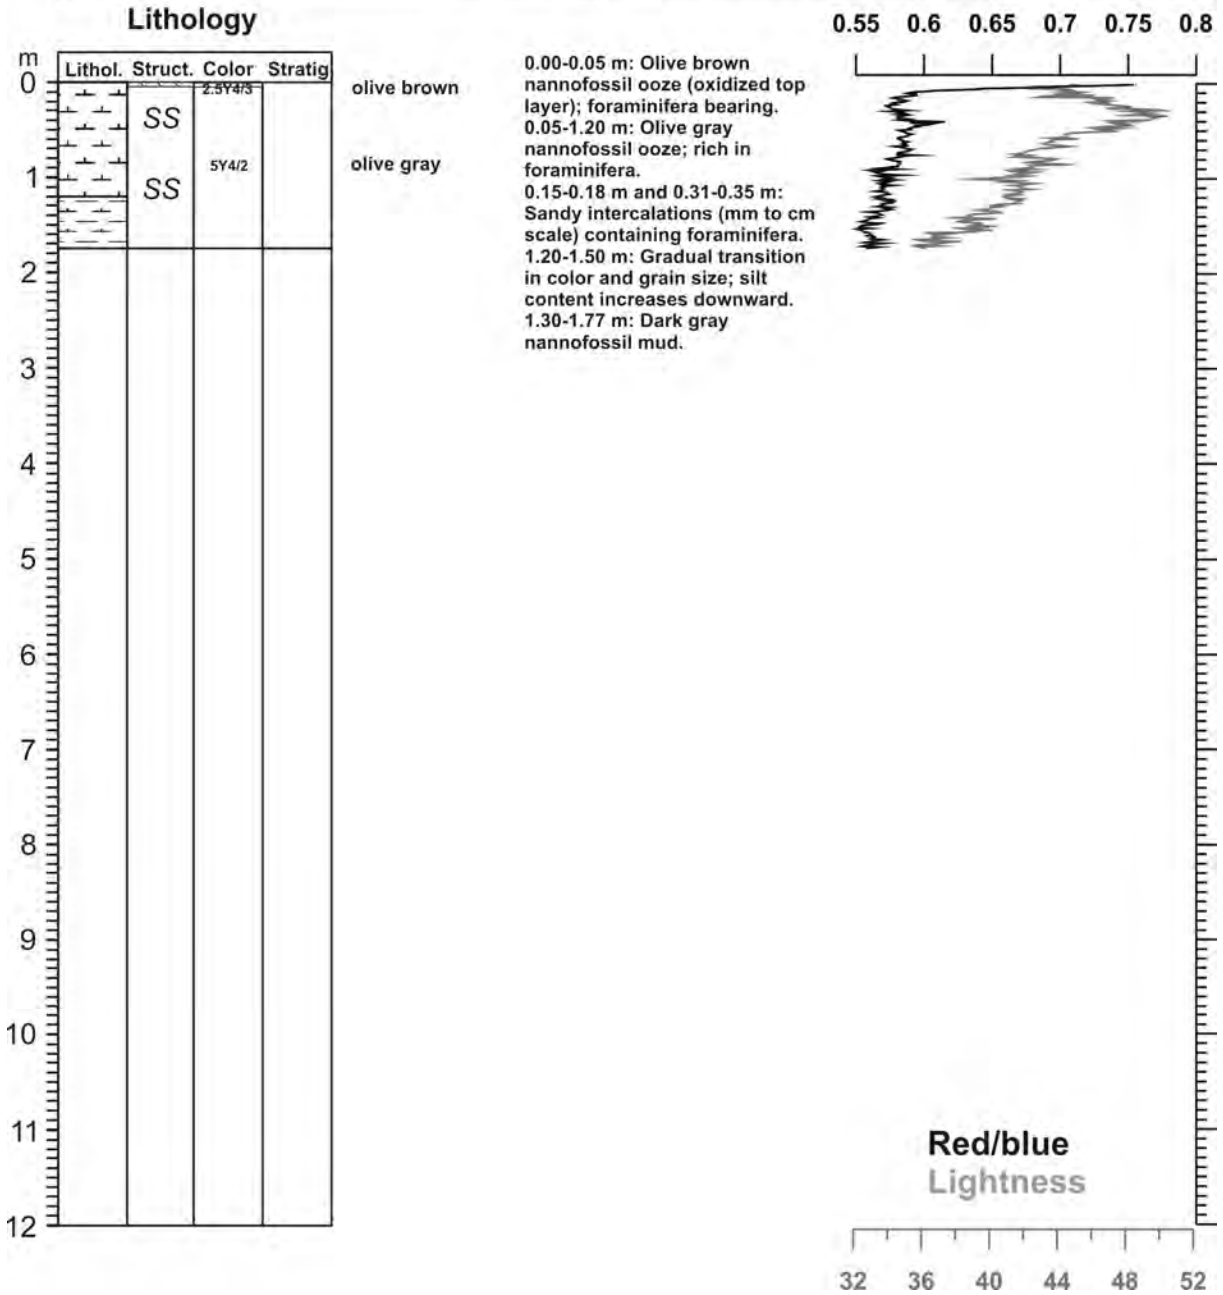 Lithology
m
Lithol. Struct. Color Stratig
0
2.5Y4/3
olive brown
SS
5Y4/2
olive gray
1
SS
2
3
4
5
6
7
8
9
10
11
12
0.00-0.05 m: Olive brown
nannofossil ooze (oxidized top
layer); foraminifera bearing.
0.05-1.20 m: Olive gray
nannofossil ooze; rich in
foraminifera.
0.15-0.18 m and 0.31-0.35 m:
Sandy intercalations (mm to cm
scale) containing foraminifera.
1.20-1.50 m: Gradual transition
in color and grain size; silt
content increases downward.
1.30-1.77 m: Dark gray
nannofossil mud.
0.55 0.6 0.65 0.7 0.75 0.8
Red/blue
Lightness
32 36 40 44 48 52